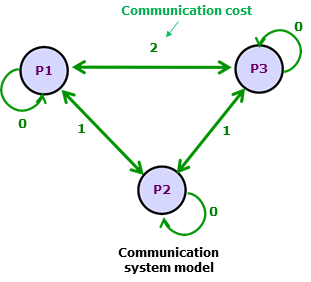 Communication cost
0
2
P1
P3
0
1
1
P2
0
Communication
system model